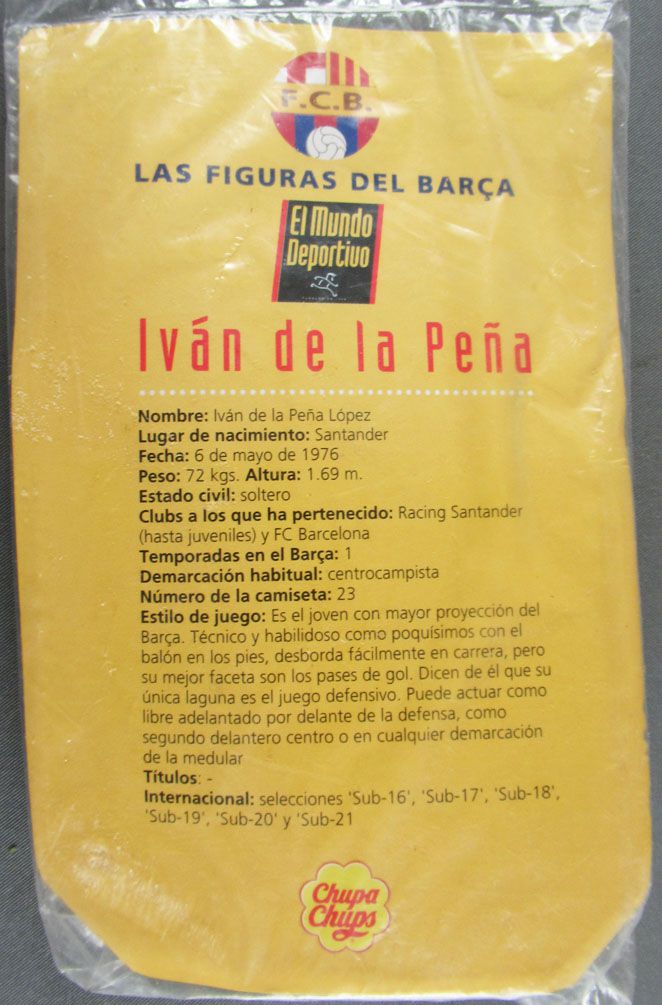 F.C.B.
LAS FIGURAS DEL BARÇA
El Mundo
Deportivo
Iván de la Peña
Nombre: Iván de la Peña López
Lugar de nacimiento: Santander
Fecha: 6 de mayo de 1976
Peso: 72 kgs. Altura: 1.69 m.
Estado civil: soltero
Clubs a los que ha pertenecido: Racing Santander
(hasta juveniles) y FC Barcelona
Temporadas en el Barça: 1
Demarcación habitual: centrocampista
Número de la camiseta: 23
Estilo de juego: Es el joven con mayor proyección del
Barça. Técnico y habilidoso como poquísimos con el
balón en los pies, desborda fácilmente en carrera, pero
su mejor faceta son los pases de gol. Dicen de él que su
única laguna es el juego defensivo. Puede actuar como
libre adelantado por delante de la defensa, como
segundo delantero centro o en cualquier demarcación
de la medular
Títulos: -
Internacional: selecciones 'Sub-16', 'Sub-17', 'Sub-18',
'Sub-19', 'Sub-20' y 'Sub-21
Chupa
Chups